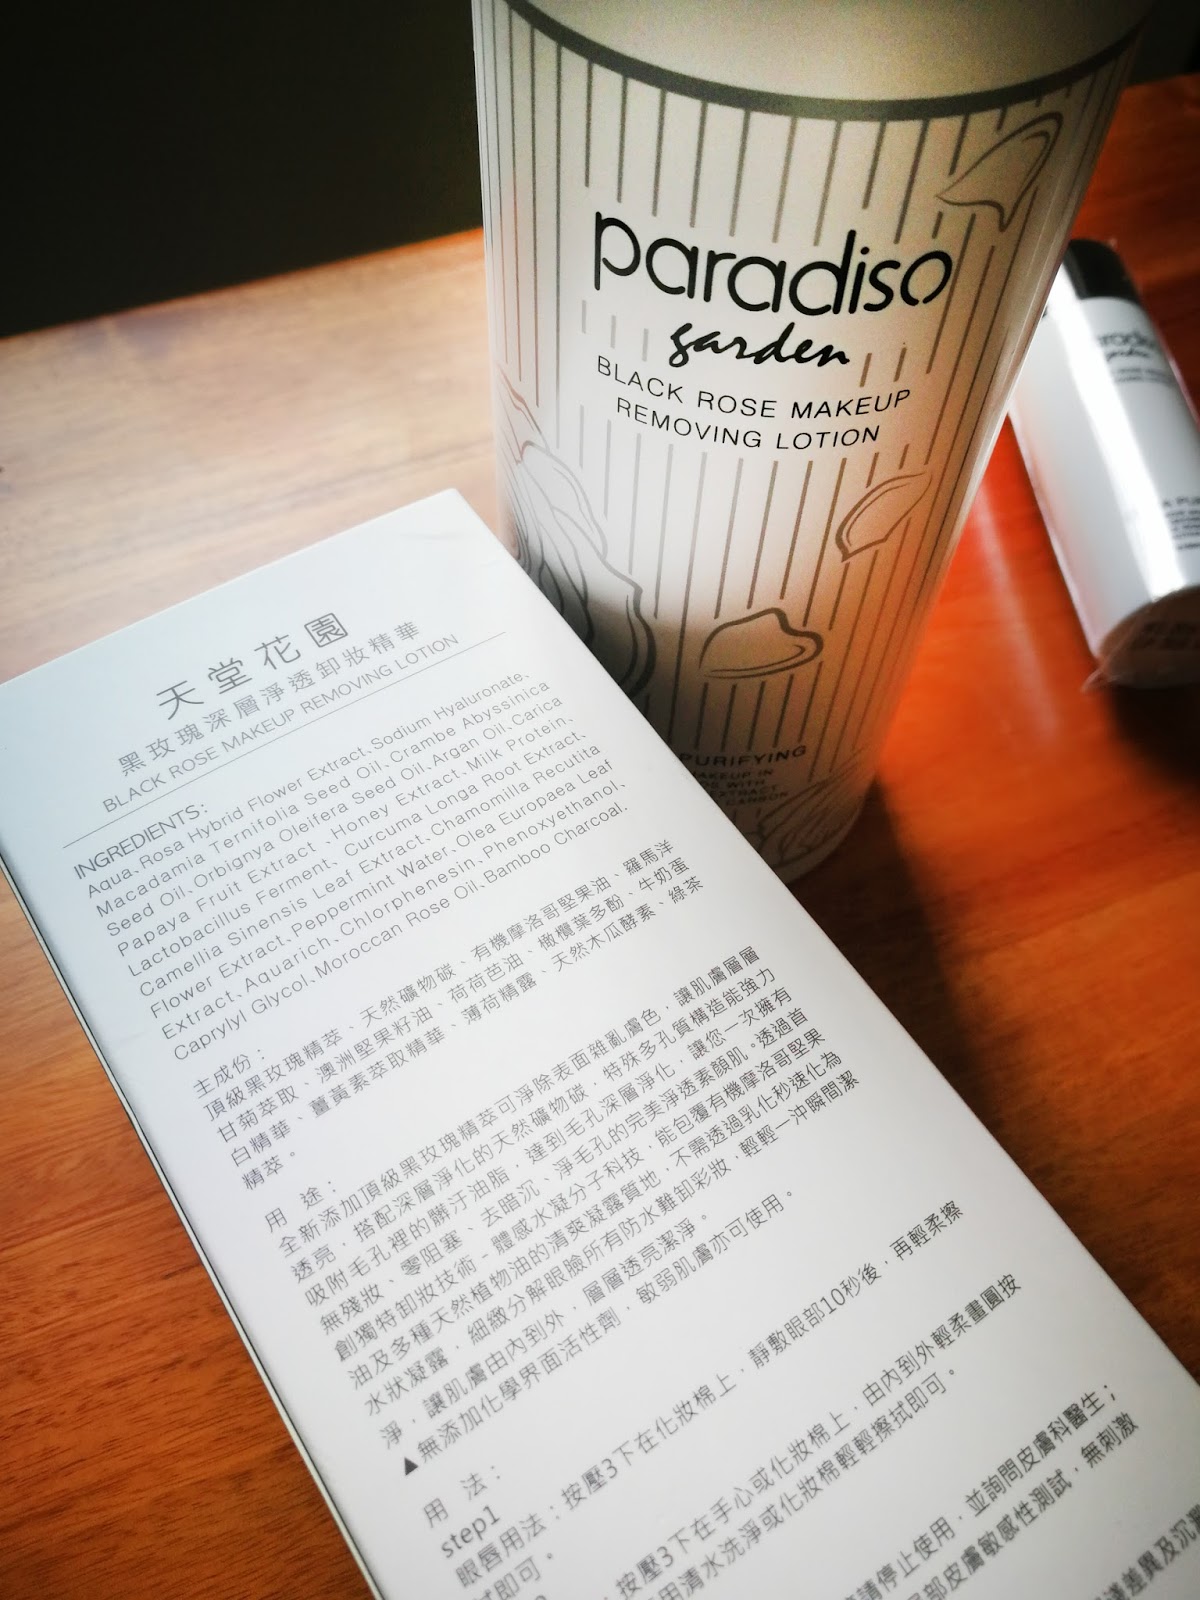 paradiso
garden
BLACK ROSE MAKEUP
REMOVING LOTION
PURIFYING
MAKEUP IN
WITH
EXTRACT
CARBON
天堂花園
黑玫瑰深層淨透卸妝精華
BLACK ROSE MAKEUP REMOVING LOTION
INGREDIENTS:
Aqua、Rosa Hybrid Flower Extract、Sodium Hyaluronate、
Macadamia Ternifolia Seed Oil、Crambe Abyssinica
Seed Oil、Orbignya Oleifera Seed Oil、Argan Oil、Carica
Papaya Fruit Extract、Honey Extract、Milk Protein、
Lactobacillus Ferment、Curcuma Longa Root Extract、
Camellia Sinensis Leaf Extract、Chamomilla Recutita
Flower Extract、Peppermint Water、Olea Europaea Leaf
Extract、Aquarich、Chlorphenesin、Phenoxyethanol、
Caprylyl Glycol、Moroccan Rose Oil、Bamboo Charcoal.
主成份：
頂級黑玫瑰精萃、天然礦物碳、有機摩洛哥堅果油、羅馬洋
甘菊萃取、澳洲堅果籽油、荷荷芭油、橄欖葉多酚、牛奶蛋
白精華、薑黃素萃取精華、薄荷精露、天然木瓜酵素、綠茶
精萃。
用 途：
全新添加頂級黑玫瑰精萃可淨除表面雜亂膚色，讓肌膚層層
透亮，搭配深層淨化的天然礦物碳，特殊多孔質構造能強力
吸附毛孔裡的髒汙油脂，達到毛孔深層淨化，讓您一次擁有
無殘妝、零阻塞、去暗沉、淨毛孔的完美淨透素顏肌。透過首
創獨特卸妝技術-體感水凝分子科技，能包覆有機摩洛哥堅果
油及多種天然植物油的清爽凝露質地，不需透過乳化秒速化為
水狀凝露，細緻分解眼臉所有防水難卸彩妝，輕輕一沖瞬間潔
淨，讓肌膚由內到外，層層透亮潔淨。
▲無添加化學界面活性劑，敏弱肌膚亦可使用。
用 法：
step1
眼唇用法：按壓3下在化妝棉上，靜敷眼部10秒後，再輕柔擦
拭即可。
按壓3下在手心或化妝棉上，由內到外輕柔畫圓按
用清水洗淨或化妝棉輕輕擦拭即可。
請停止使用，並詢問皮膚科醫生；
部皮膚敏感性測試，無刺激
差異及沉澱